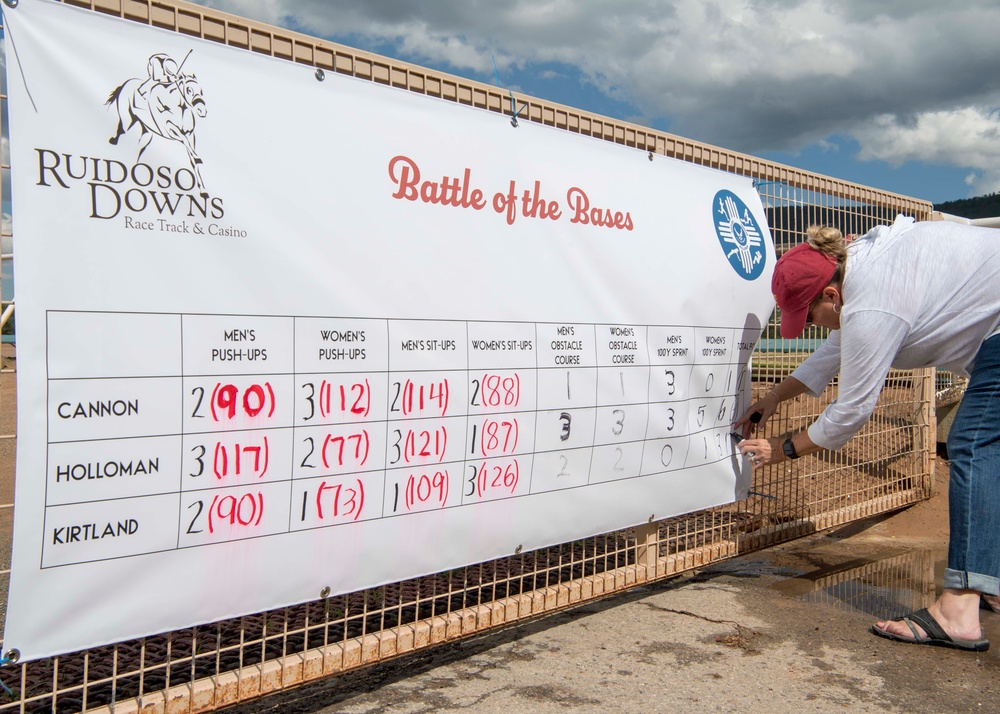 RUIDOSO
DOWNS
Race Track & Casino
Battle of the Bases
MEN'S PUSH-UPS WOMEN'S PUSH-UPS MEN'S SIT-UPS WOMEN'S SIT-UPS MEN'S OBSTACLE COURSE WOMEN'S OBSTACLE COURSE MEN'S 100Y SPRINT WOMEN'S 100Y SPRINT TOTAL
CANNON 2(90) 3(112) 2(114) 2(88) 1 1 3 0
HOLLOMAN 3(117) 2(77) 3(121) 1(87) 3 3 3
KIRTLAND 2(90) 1(73) 1(109) 3(126) 2 2 0